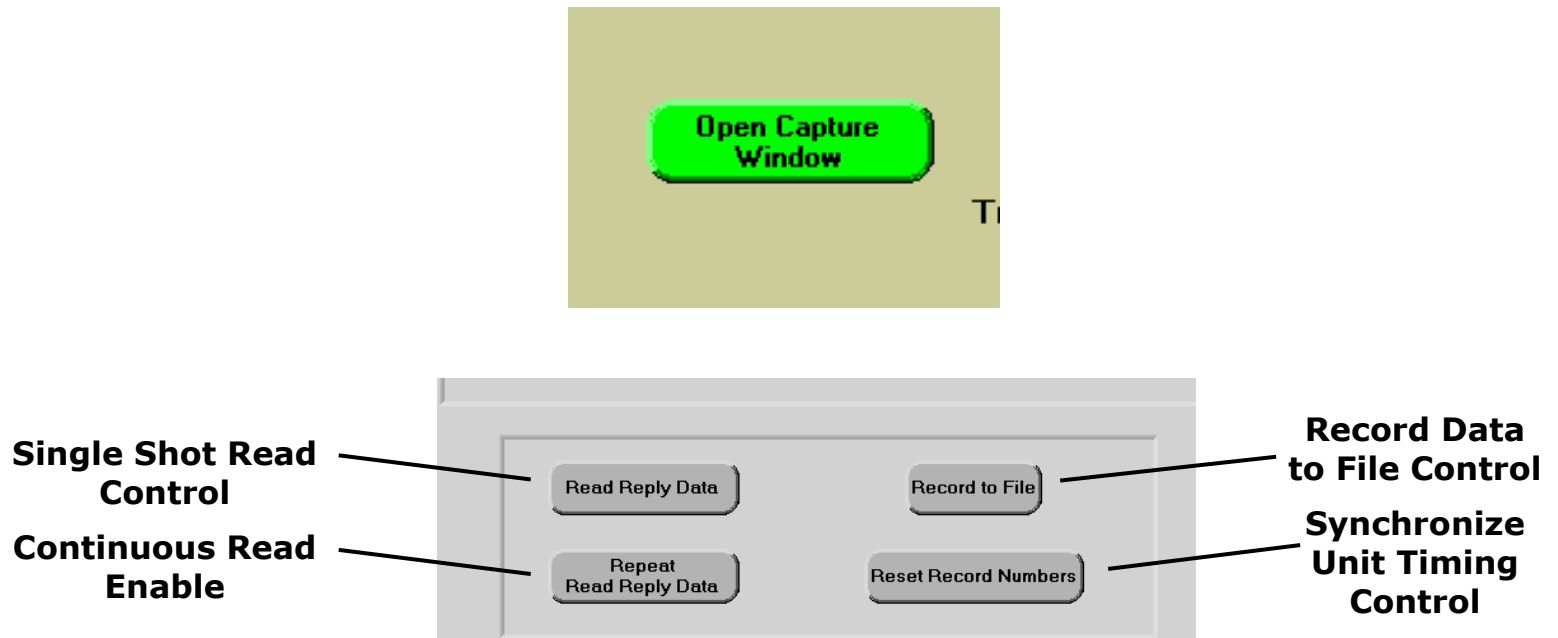 Open Capture
Window
Single Shot Read
Control
Read Reply Data
Record to File
Record Data
to File Control
Continuous Read
Enable
Repeat
Read Reply Data
Reset Record Numbers
Synchronize
Unit Timing
Control